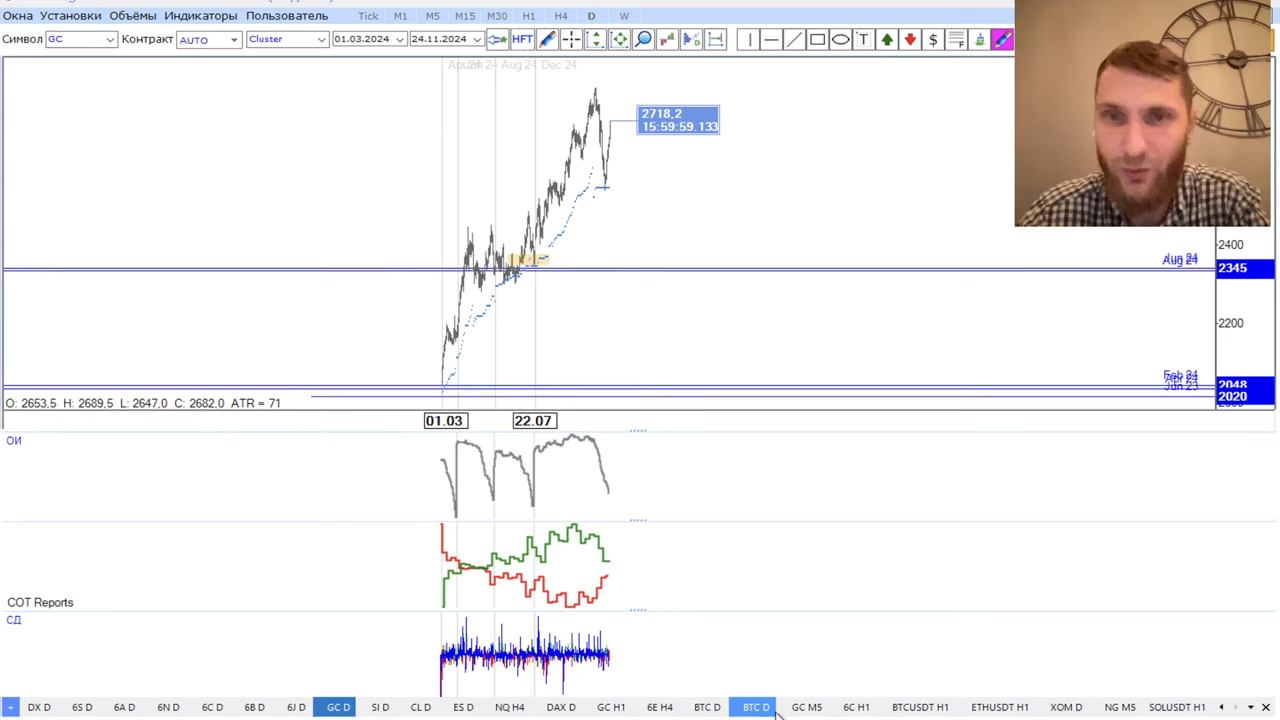 Окна Установки Объёмы Индикаторы Пользователь Tick M1 M5 M15 M30 H1 H4 D W
Символ GC Контракт AUTO Cluster 01.03.2024 24.11.2024 HFT T $ F
Aug 24 Dec 24
2718,2
15:59:59.133
2400
Aug 24
2345
2200
Feb 24
Jun 23
2048
2020
O: 2653,5 H: 2689,5 L: 2647,0 C: 2682,0 ATR = 71
01.03 22.07
ОИ
COT Reports
СД
+ DX D 6S D 6A D 6N D 6C D 6B D 6J D GC D SI D CL D ES D NQ H4 DAX D GC H1 6E H4 BTC D BTC D GC M5 6C H1 BTCUSDT H1 ETHUSDT H1 XOM D NG M5 SOLUSDT H1